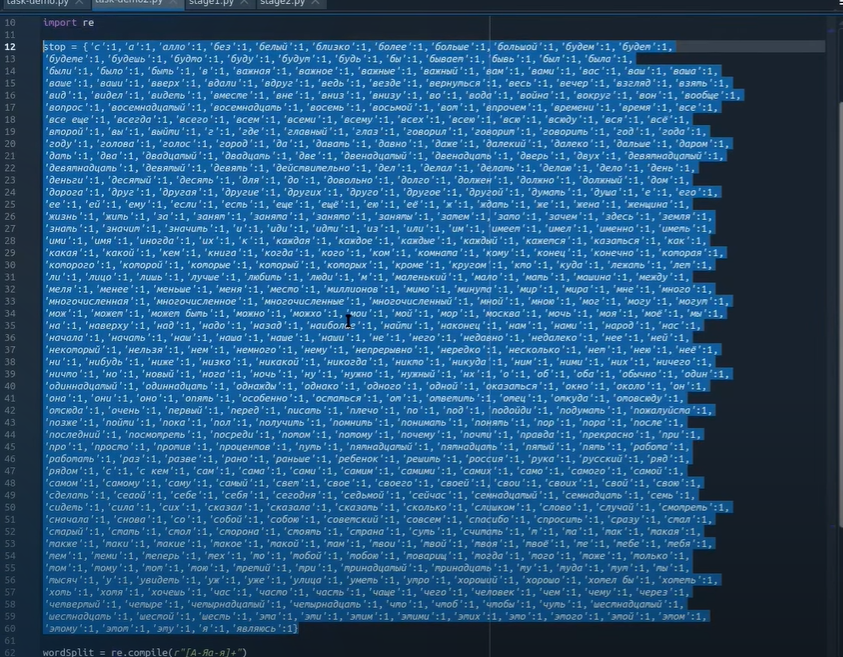 task-demo.py task-demo2.py stage1.py stage2.py
10 import re
11
12 stop = {'c':1,'а':1,'алло':1,'без':1,'белый':1,'близко':1,'более':1,'больше':1,'большой':1,'будем':1,'будет':1,
13 'будете':1,'будешь':1,'будто':1,'буду':1,'будут':1,'будь':1,'бы':1,'бывает':1,'бывь':1,'был':1,'была':1,
14 'были':1,'было':1,'быть':1,'в':1,'важная':1,'важное':1,'важные':1,'важный':1,'вам':1,'вами':1,'вас':1,'ваш':1,'ваша':1,
15 'ваше':1,'ваши':1,'вверх':1,'вдали':1,'вдруг':1,'ведь':1,'везде':1,'вернуться':1,'весь':1,'вечер':1,'взгляд':1,'взять':1,
16 'вид':1,'видел':1,'видеть':1,'вместе':1,'вне':1,'вниз':1,'внизу':1,'во':1,'вода':1,'война':1,'вокруг':1,'вон':1,'вообще':1,
17 'вопрос':1,'восемнадцатый':1,'восемнадцать':1,'восемь':1,'восьмой':1,'вот':1,'впрочем':1,'времени':1,'время':1,'все':1,
18 'все еще':1,'всегда':1,'всего':1,'всем':1,'всеми':1,'всему':1,'всех':1,'всею':1,'всю':1,'всюду':1,'вся':1,'всё':1,
19 'второй':1,'вы':1,'выйти':1,'г':1,'где':1,'главный':1,'глаз':1,'говорил':1,'говорит':1,'говорить':1,'год':1,'года':1,
20 'году':1,'голова':1,'голос':1,'город':1,'да':1,'давать':1,'давно':1,'даже':1,'далекий':1,'далеко':1,'дальше':1,'даром':1,
21 'дать':1,'два':1,'двадцатый':1,'двадцать':1,'две':1,'двенадцатый':1,'двенадцать':1,'дверь':1,'двух':1,'девятнадцатый':1,
22 'девятнадцать':1,'девятый':1,'девять':1,'действительно':1,'дел':1,'делал':1,'делать':1,'делаю':1,'дело':1,'день':1,
23 'деньги':1,'десятый':1,'десять':1,'для':1,'до':1,'довольно':1,'долго':1,'должен':1,'должно':1,'должный':1,'дом':1,
24 'дорога':1,'друг':1,'другая':1,'другие':1,'других':1,'друго':1,'другое':1,'другой':1,'думать':1,'душа':1,'е':1,'его':1,
25 'ее':1,'ей':1,'ему':1,'если':1,'есть':1,'еще':1,'ещё':1,'ею':1,'её':1,'ж':1,'ждать':1,'же':1,'жена':1,'женщина':1,
26 'жизнь':1,'жить':1,'за':1,'занят':1,'занята':1,'занято':1,'заняты':1,'затем':1,'зато':1,'зачем':1,'здесь':1,'земля':1,
27 'знать':1,'значит':1,'значить':1,'и':1,'иди':1,'идти':1,'из':1,'или':1,'им':1,'имеет':1,'имел':1,'именно':1,'иметь':1,
28 'ими':1,'имя':1,'иногда':1,'их':1,'к':1,'каждая':1,'каждое':1,'каждые':1,'каждый':1,'кажется':1,'казаться':1,'как':1,
29 'какая':1,'какой':1,'кем':1,'книга':1,'когда':1,'кого':1,'ком':1,'комната':1,'кому':1,'конец':1,'конечно':1,'которая':1,
30 'которого':1,'которой':1,'которые':1,'который':1,'которых':1,'кроме':1,'кругом':1,'кто':1,'куда':1,'лежать':1,'лет':1,
31 'ли':1,'лицо':1,'лишь':1,'лучше':1,'любить':1,'люди':1,'м':1,'маленький':1,'мало':1,'мать':1,'машина':1,'между':1,
32 'меля':1,'менее':1,'меньше':1,'меня':1,'место':1,'миллионов':1,'мимо':1,'минута':1,'мир':1,'мира':1,'мне':1,'много':1,
33 'многочисленная':1,'многочисленное':1,'многочисленные':1,'многочисленный':1,'мной':1,'мною':1,'мог':1,'могу':1,'могут':1,
34 'мож':1,'может':1,'может быть':1,'можно':1,'можхо':1,'мои':1,'мой':1,'мор':1,'москва':1,'мочь':1,'моя':1,'моё':1,'мы':1,
35 'на':1,'наверху':1,'над':1,'надо':1,'назад':1,'наиболее':1,'найти':1,'наконец':1,'нам':1,'нами':1,'народ':1,'нас':1,
36 'начала':1,'начать':1,'наш':1,'наша':1,'наше':1,'наши':1,'не':1,'него':1,'недавно':1,'недалеко':1,'нее':1,'ней':1,
37 'некоторый':1,'нельзя':1,'нем':1,'немного':1,'нему':1,'непрерывно':1,'нередко':1,'несколько':1,'нет':1,'нею':1,'неё':1,
38 'ни':1,'нибудь':1,'ниже':1,'низко':1,'никакой':1,'никогда':1,'никто':1,'никуда':1,'ним':1,'ними':1,'них':1,'ничего':1,
39 'ничто':1,'но':1,'новый':1,'нога':1,'ночь':1,'ну':1,'нужно':1,'нужный':1,'нх':1,'о':1,'об':1,'оба':1,'обычно':1,'один':1,
40 'одиннадцатый':1,'одиннадцать':1,'однажды':1,'однако':1,'одного':1,'одной':1,'оказаться':1,'окно':1,'около':1,'он':1,
41 'она':1,'они':1,'оно':1,'опять':1,'особенно':1,'остаться':1,'от':1,'ответить':1,'отец':1,'откуда':1,'отовсюду':1,
42 'отсюда':1,'очень':1,'первый':1,'перед':1,'писать':1,'плечо':1,'по':1,'под':1,'подойди':1,'подумать':1,'пожалуйста':1,
43 'позже':1,'пойти':1,'пока':1,'пол':1,'получить':1,'помнить':1,'понимать':1,'понять':1,'пор':1,'пора':1,'после':1,
44 'последний':1,'посмотреть':1,'посреди':1,'потом':1,'потому':1,'почему':1,'почти':1,'правда':1,'прекрасно':1,'при':1,
45 'про':1,'просто':1,'против':1,'процентов':1,'путь':1,'пятнадцатый':1,'пятнадцать':1,'пятый':1,'пять':1,'работа':1,
46 'работать':1,'раз':1,'разве':1,'рано':1,'раньше':1,'ребенок':1,'решить':1,'россия':1,'рука':1,'русский':1,'ряд':1,
47 'рядом':1,'с':1,'с кем':1,'сам':1,'сама':1,'сами':1,'самим':1,'самими':1,'самих':1,'само':1,'самого':1,'самой':1,
48 'самом':1,'самому':1,'саму':1,'самый':1,'свет':1,'свое':1,'своего':1,'своей':1,'свои':1,'своих':1,'свой':1,'свою':1,
49 'сделать':1,'сеаой':1,'себе':1,'себя':1,'сегодня':1,'седьмой':1,'сейчас':1,'семнадцатый':1,'семнадцать':1,'семь':1,
50 'сидеть':1,'сила':1,'сих':1,'сказал':1,'сказала':1,'сказать':1,'сколько':1,'слишком':1,'слово':1,'случай':1,'смотреть':1,
51 'сначала':1,'снова':1,'со':1,'собой':1,'собою':1,'советский':1,'совсем':1,'спасибо':1,'спросить':1,'сразу':1,'стал':1,
52 'старый':1,'стать':1,'стол':1,'сторона':1,'стоять':1,'страна':1,'суть':1,'считать':1,'т':1,'та':1,'так':1,'такая':1,
53 'также':1,'таки':1,'такие':1,'такое':1,'такой':1,'там':1,'твои':1,'твой':1,'твоя':1,'твоё':1,'те':1,'тебе':1,'тебя':1,
54 'тем':1,'теми':1,'теперь':1,'тех':1,'то':1,'тобой':1,'тобою':1,'товарищ':1,'тогда':1,'того':1,'тоже':1,'только':1,
55 'том':1,'тому':1,'тот':1,'тою':1,'третий':1,'три':1,'тринадцатый':1,'тринадцать':1,'ту':1,'туда':1,'тут':1,'ты':1,
56 'тысяч':1,'у':1,'увидеть':1,'уж':1,'уже':1,'улица':1,'уметь':1,'утро':1,'хороший':1,'хорошо':1,'хотел бы':1,'хотеть':1,
57 'хоть':1,'хотя':1,'хочешь':1,'час':1,'часто':1,'часть':1,'чаще':1,'чего':1,'человек':1,'чем':1,'чему':1,'через':1,
58 'четвертый':1,'четыре':1,'четырнадцатый':1,'четырнадцать':1,'что':1,'чтоб':1,'чтобы':1,'чуть':1,'шестнадцатый':1,
59 'шестнадцать':1,'шестой':1,'шесть':1,'эта':1,'эти':1,'этим':1,'этими':1,'этих':1,'это':1,'этого':1,'этой':1,'этом':1,
60 'этому':1,'этот':1,'эту':1,'я':1,'являюсь':1}
61
62 wordSplit = re.compile(r"[А-Яа-я]+")